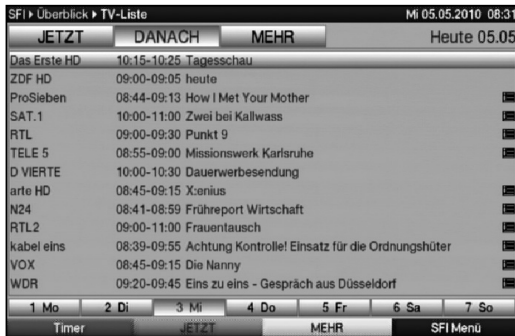 SFI ▸ Überblick ▸ TV-Liste Mi 05.05.2010 08:31
JETZT DANACH MEHR Heute 05.05
Das Erste HD 10:15-10:25 Tagesschau
ZDF HD 09:00-09:05 heute
ProSieben 08:44-09:13 How I Met Your Mother
SAT.1 10:00-11:00 Zwei bei Kallwass
RTL 09:00-09:30 Punkt 9
TELE 5 08:55-09:00 Missionswerk Karlsruhe
D VIERTE 10:00-10:30 Dauerwerbesendung
arte HD 08:45-09:15 X:enius
N24 08:41-08:59 Frühreport Wirtschaft
RTL2 09:00-11:00 Frauentausch
kabel eins 08:39-09:55 Achtung Kontrolle! Einsatz für die Ordnungshüter
VOX 08:45-09:15 Die Nanny
WDR 09:20-09:45 Eins zu eins - Gespräch aus Düsseldorf
1 Mo 2 Di 3 Mi 4 Do 5 Fr 6 Sa 7 So
Timer JETZT MEHR SFI Menü